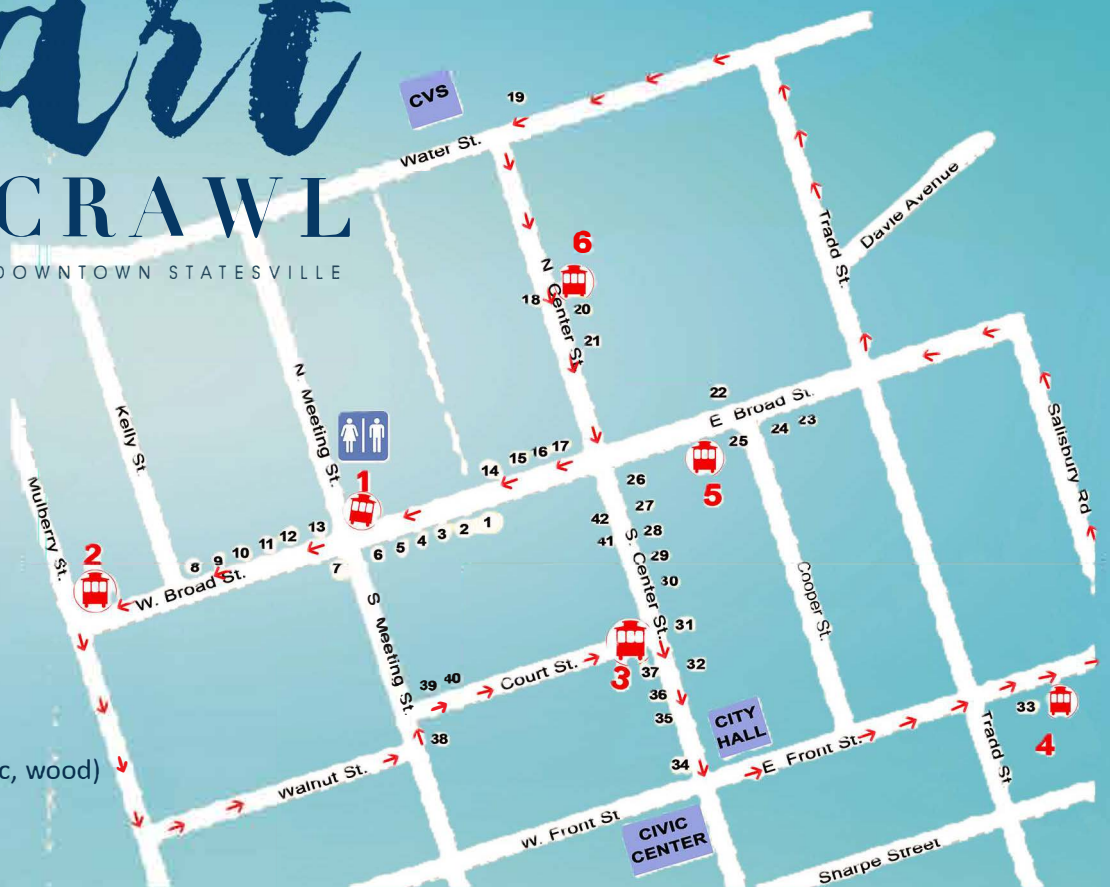 art
CRAWL
DOWNTOWN STATESVILLE
CVS
19
Water St.
Tradd St.
Davie Avenue
6
N Center St.
18
20
21
Kelly St.
N. Meeting St.
1
22
E Broad St.
23
24
25
5
Salisbury Rd
Mulberry St.
2
14
15
16
17
13
12
11
10
9
8
W. Broad St.
1
2
3
4
5
6
7
26
27
28
29
30
31
32
42
41
S. Center St.
Cooper St.
S Meeting St.
39
40
Court St.
3
37
36
35
34
38
CITY
HALL
33
4
E Front St.
Tradd St
c, wood)
Walnut St.
W. Front St
CIVIC
CENTER
Sharpe Street